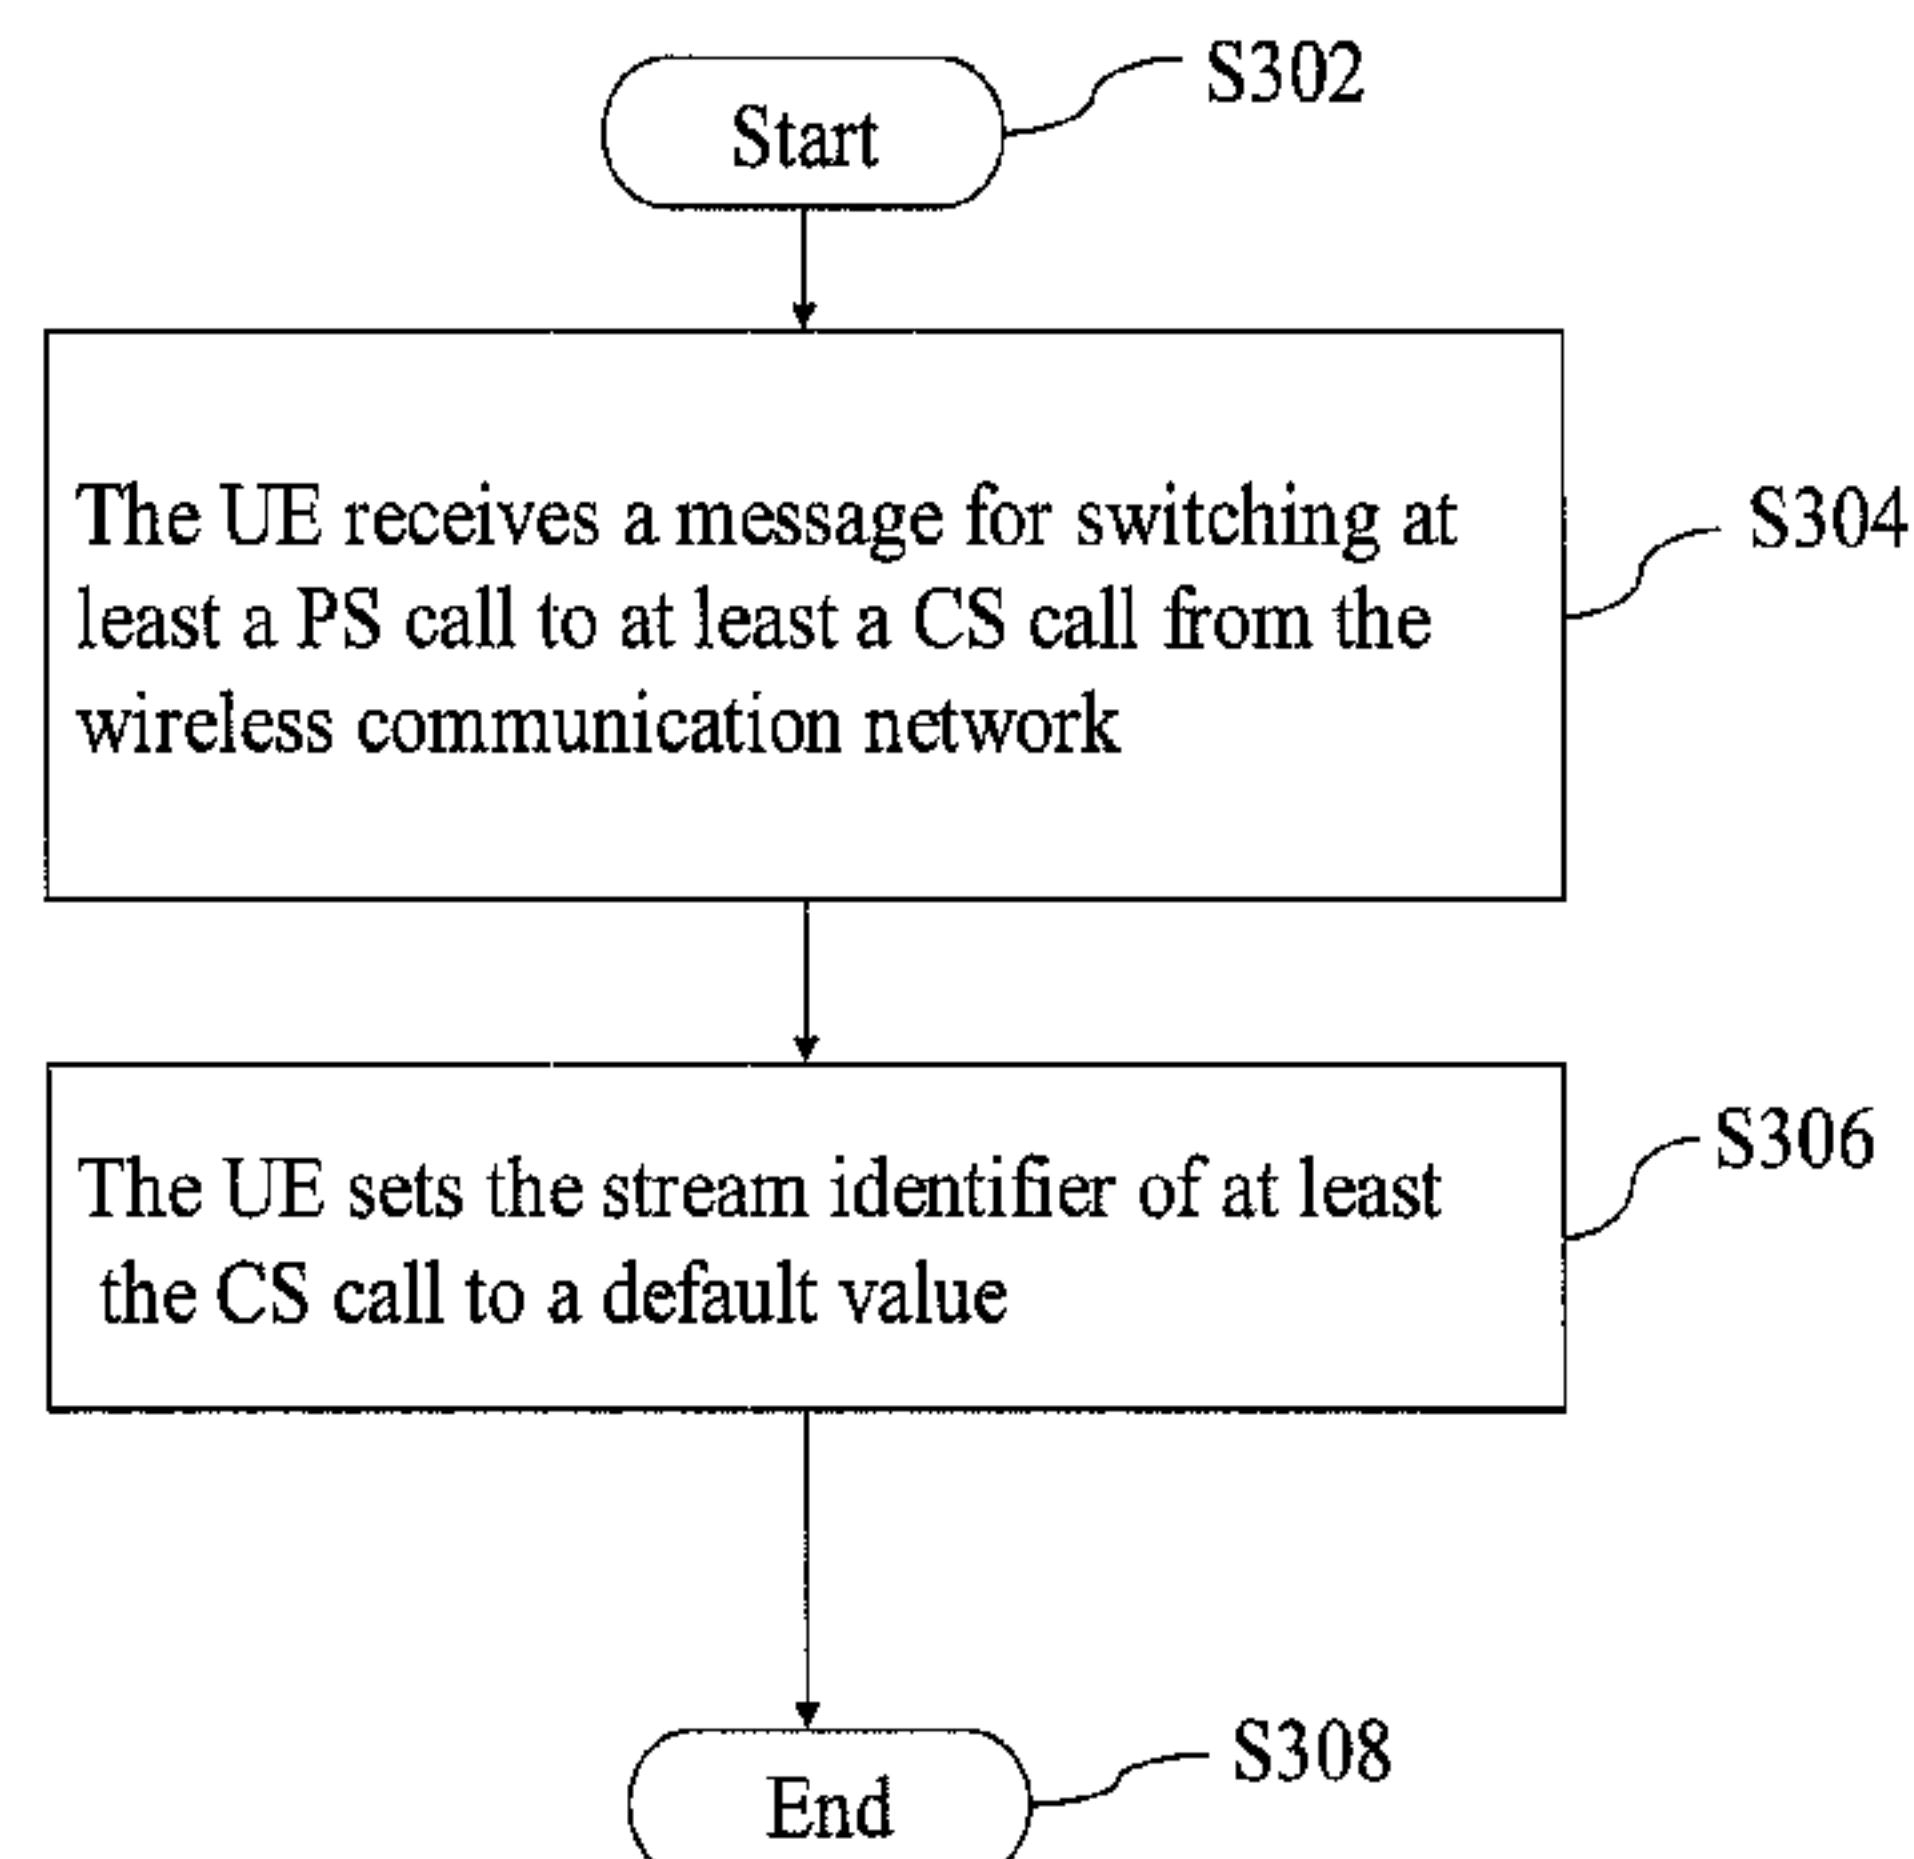 Start
S302
The UE receives a message for switching at
least a PS call to at least a CS call from the
wireless communication network
S304
The UE sets the stream identifier of at least
the CS call to a default value
S306
End
S308